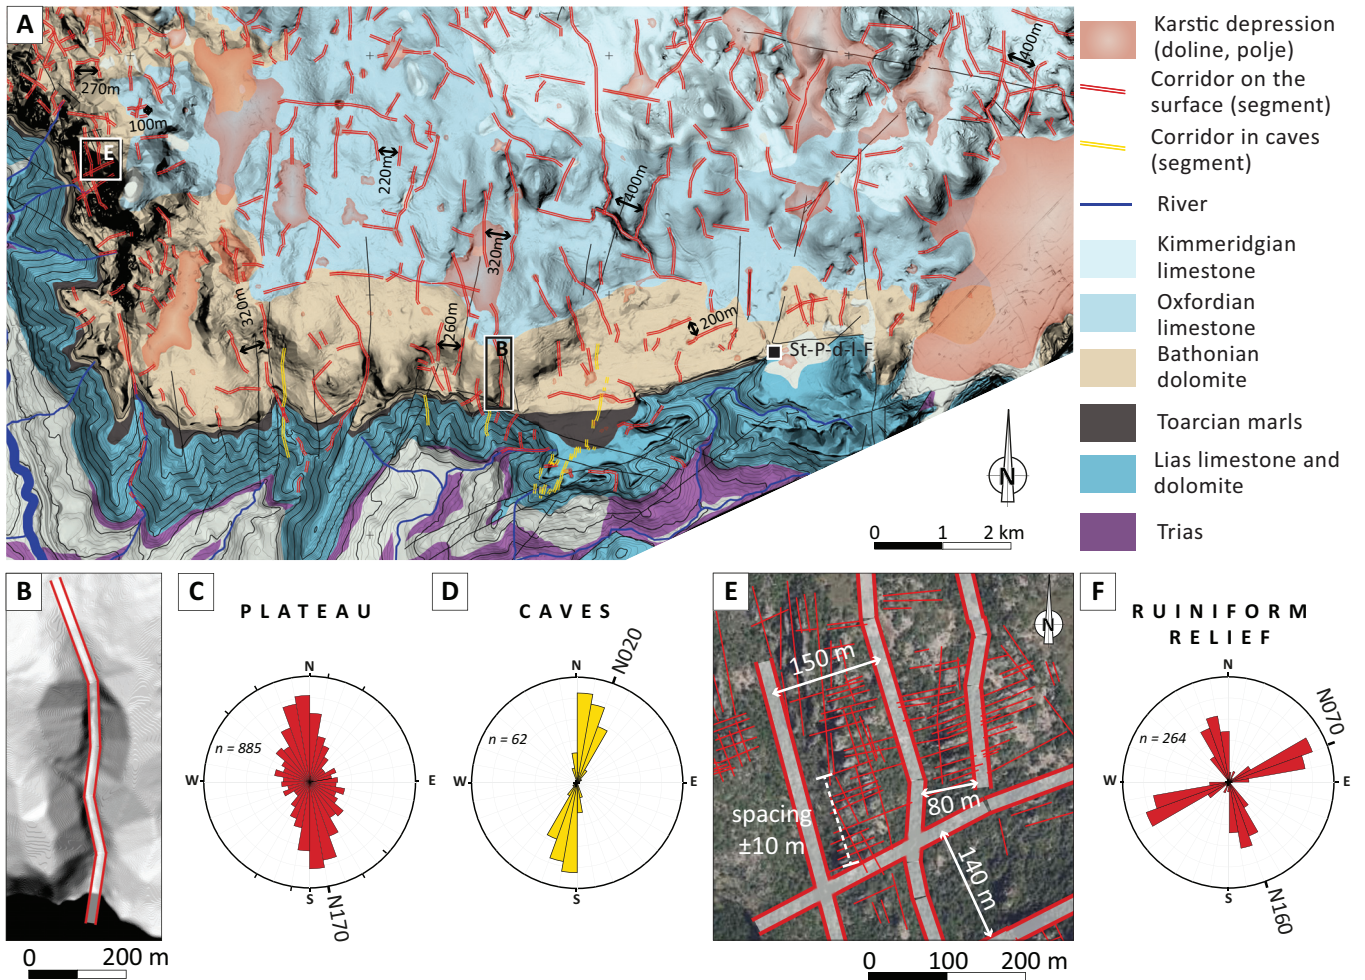 A
270m
100m
E
220m
400m
400m
320m
320m
260m
B
200m
St-P-d-l-F
N
0 1 2 km
Karstic depression
(doline, polje)
Corridor on the
surface (segment)
Corridor in caves
(segment)
River
Kimmeridgian
limestone
Oxfordian
limestone
Bathonian
dolomite
Toarcian marls
Lias limestone and
dolomite
Trias
B
0 200 m
C
PLATEAU
N
n = 885
W E
S
N170
D
CAVES
N020
N
n = 62
W E
S
E
N
150 m
80 m
spacing
±10 m
140 m
0 100 200 m
F
RUINIFORM
RELIEF
N
N070
n = 264
W E
S
N160